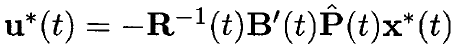 u*(t) = −R⁻¹(t)B′(t)P̂(t)x*(t)